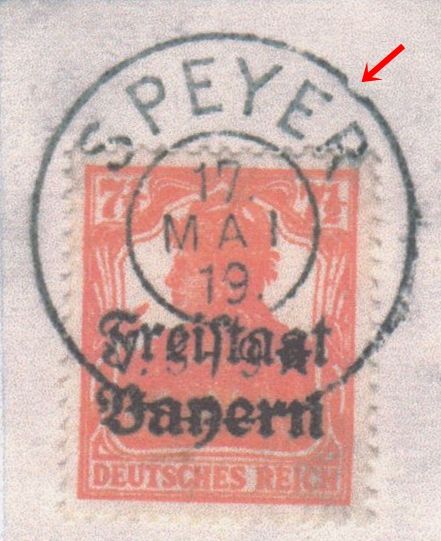 SPEYER
17.
MAI
19.
Freistaat
Bayern
DEUTSCHES REICH